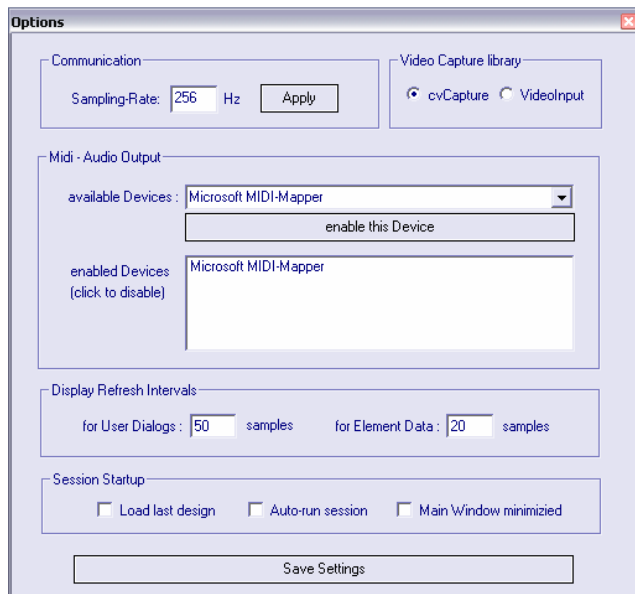 Options
Communication
Sampling-Rate: 256 Hz Apply
Video Capture library
cvCapture VideoInput
Midi - Audio Output
available Devices : Microsoft MIDI-Mapper
enable this Device
enabled Devices
(click to disable)
Microsoft MIDI-Mapper
Display Refresh Intervals
for User Dialogs : 50 samples for Element Data : 20 samples
Session Startup
Load last design Auto-run session Main Window minimizied
Save Settings